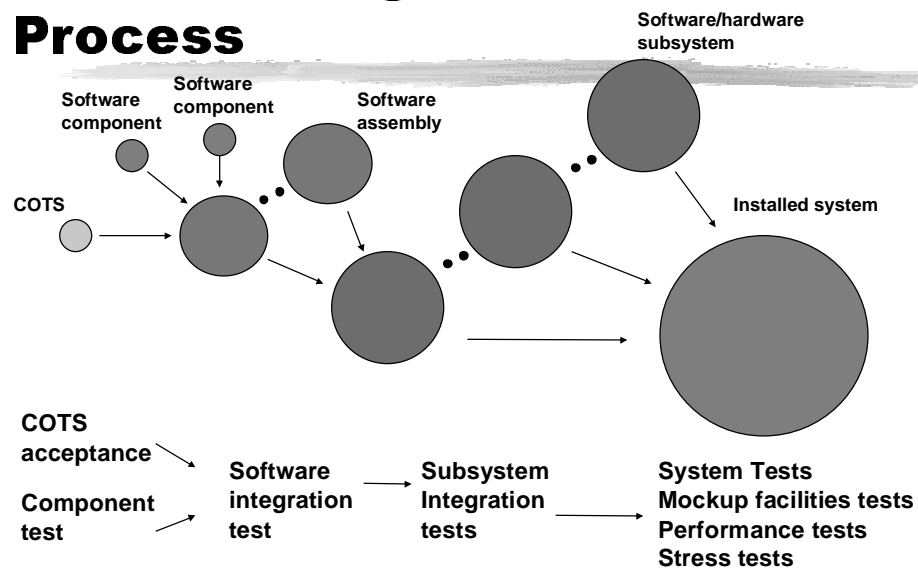 Process
Software/hardware
subsystem
Software
component
Software
component
Software
assembly
COTS
Installed system
COTS
acceptance
Component
test
Software
integration
test
Subsystem
Integration
tests
System Tests
Mockup facilities tests
Performance tests
Stress tests